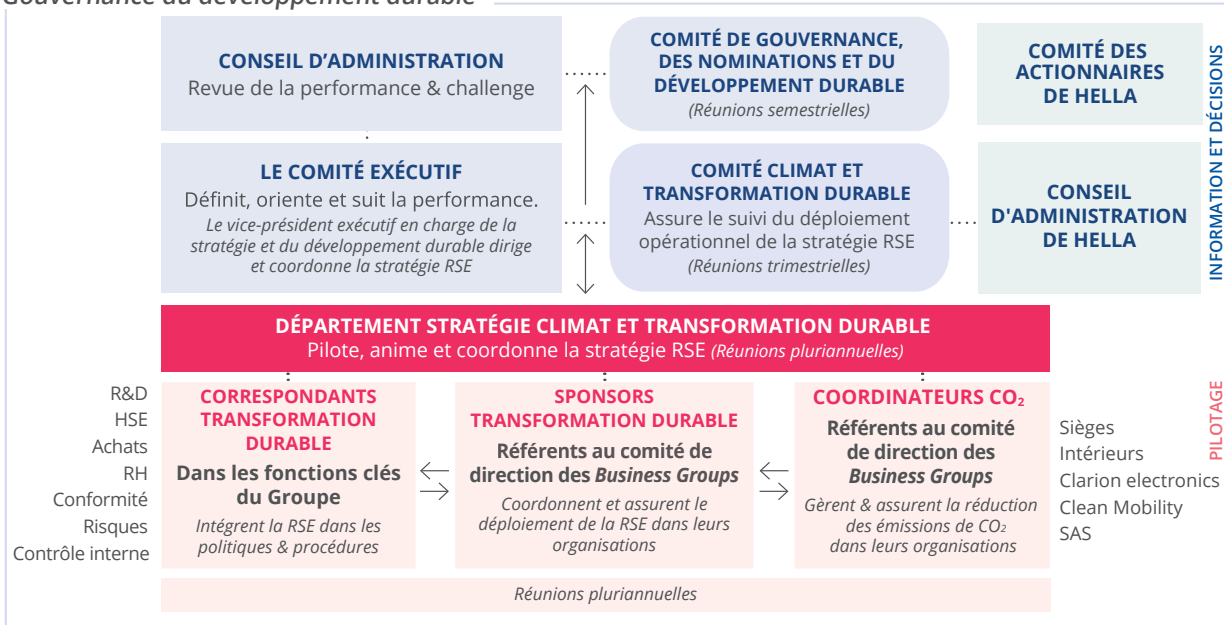 Gouvernance du développement durable
CONSEIL D'ADMINISTRATION
Revue de la performance & challenge
COMITÉ DE GOUVERNANCE,
DES NOMINATIONS ET DU
DÉVELOPPEMENT DURABLE
(Réunions semestrielles)
COMITÉ DES
ACTIONNAIRES
DE HELLA
LE COMITÉ EXÉCUTIF
Définit, oriente et suit la performance.
Le vice-président exécutif en charge de la
stratégie et du développement durable dirige
et coordonne la stratégie RSE
COMITÉ CLIMAT ET
TRANSFORMATION DURABLE
Assure le suivi du déploiement
opérationnel de la stratégie RSE
(Réunions trimestrielles)
CONSEIL
D'ADMINISTRATION
DE HELLA
INFORMATION ET DÉCISIONS
DÉPARTEMENT STRATÉGIE CLIMAT ET TRANSFORMATION DURABLE
Pilote, anime et coordonne la stratégie RSE (Réunions pluriannuelles)
R&D
HSE
Achats
RH
Conformité
Risques
Contrôle interne
CORRESPONDANTS
TRANSFORMATION
DURABLE
Dans les fonctions clés
du Groupe
Intégrent la RSE dans les
politiques & procédures
SPONSORS
TRANSFORMATION DURABLE
Référents au comité de
direction des Business Groups
Coordonnent et assurent le
déploiement de la RSE dans leurs
organisations
COORDINATEURS CO₂
Référents au comité
de direction des
Business Groups
Gèrent & assurent la réduction
des émissions de CO₂
dans leurs organisations
Sièges
Intérieurs
Clarion electronics
Clean Mobility
SAS
PILOTAGE
Réunions pluriannuelles